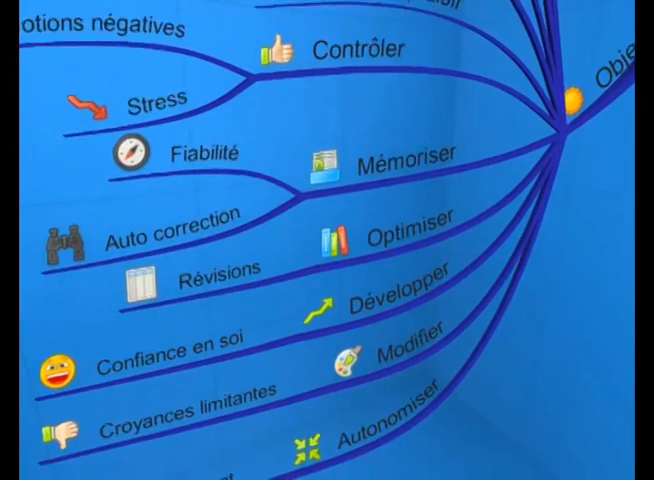 otions négatives
Contrôler
Stress
Fiabilité
Mémoriser
Auto correction
Optimiser
Révisions
Développer
Confiance en soi
Modifier
Croyances limitantes
Autonomiser
Obje